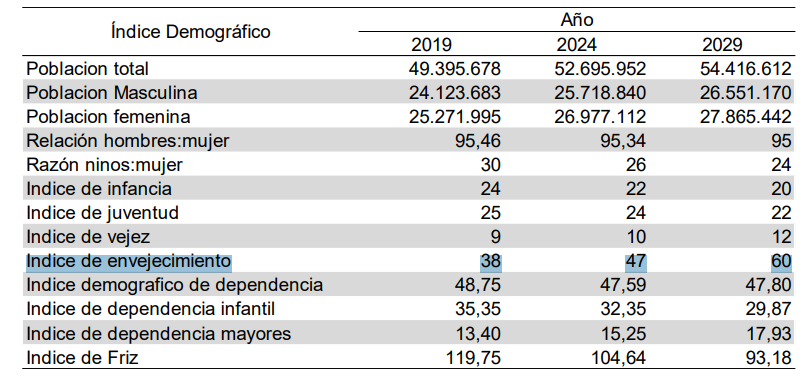 Índice Demográfico Año
2019 2024 2029
Poblacion total 49.395.678 52.695.952 54.416.612
Poblacion Masculina 24.123.683 25.718.840 26.551.170
Poblacion femenina 25.271.995 26.977.112 27.865.442
Relación hombres:mujer 95,46 95,34 95
Razón ninos:mujer 30 26 24
Indice de infancia 24 22 20
Indice de juventud 25 24 22
Indice de vejez 9 10 12
Indice de envejecimiento 38 47 60
Indice demografico de dependencia 48,75 47,59 47,80
Indice de dependencia infantil 35,35 32,35 29,87
Indice de dependencia mayores 13,40 15,25 17,93
Indice de Friz 119,75 104,64 93,18